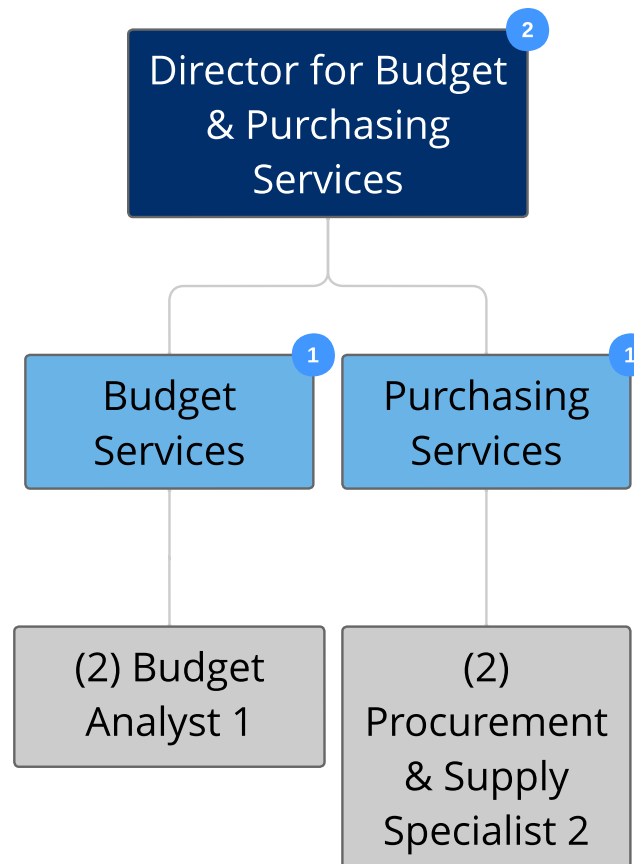 2
Director for Budget
& Purchasing
Services
1
Budget
Services
1
Purchasing
Services
(2) Budget
Analyst 1
(2)
Procurement
& Supply
Specialist 2